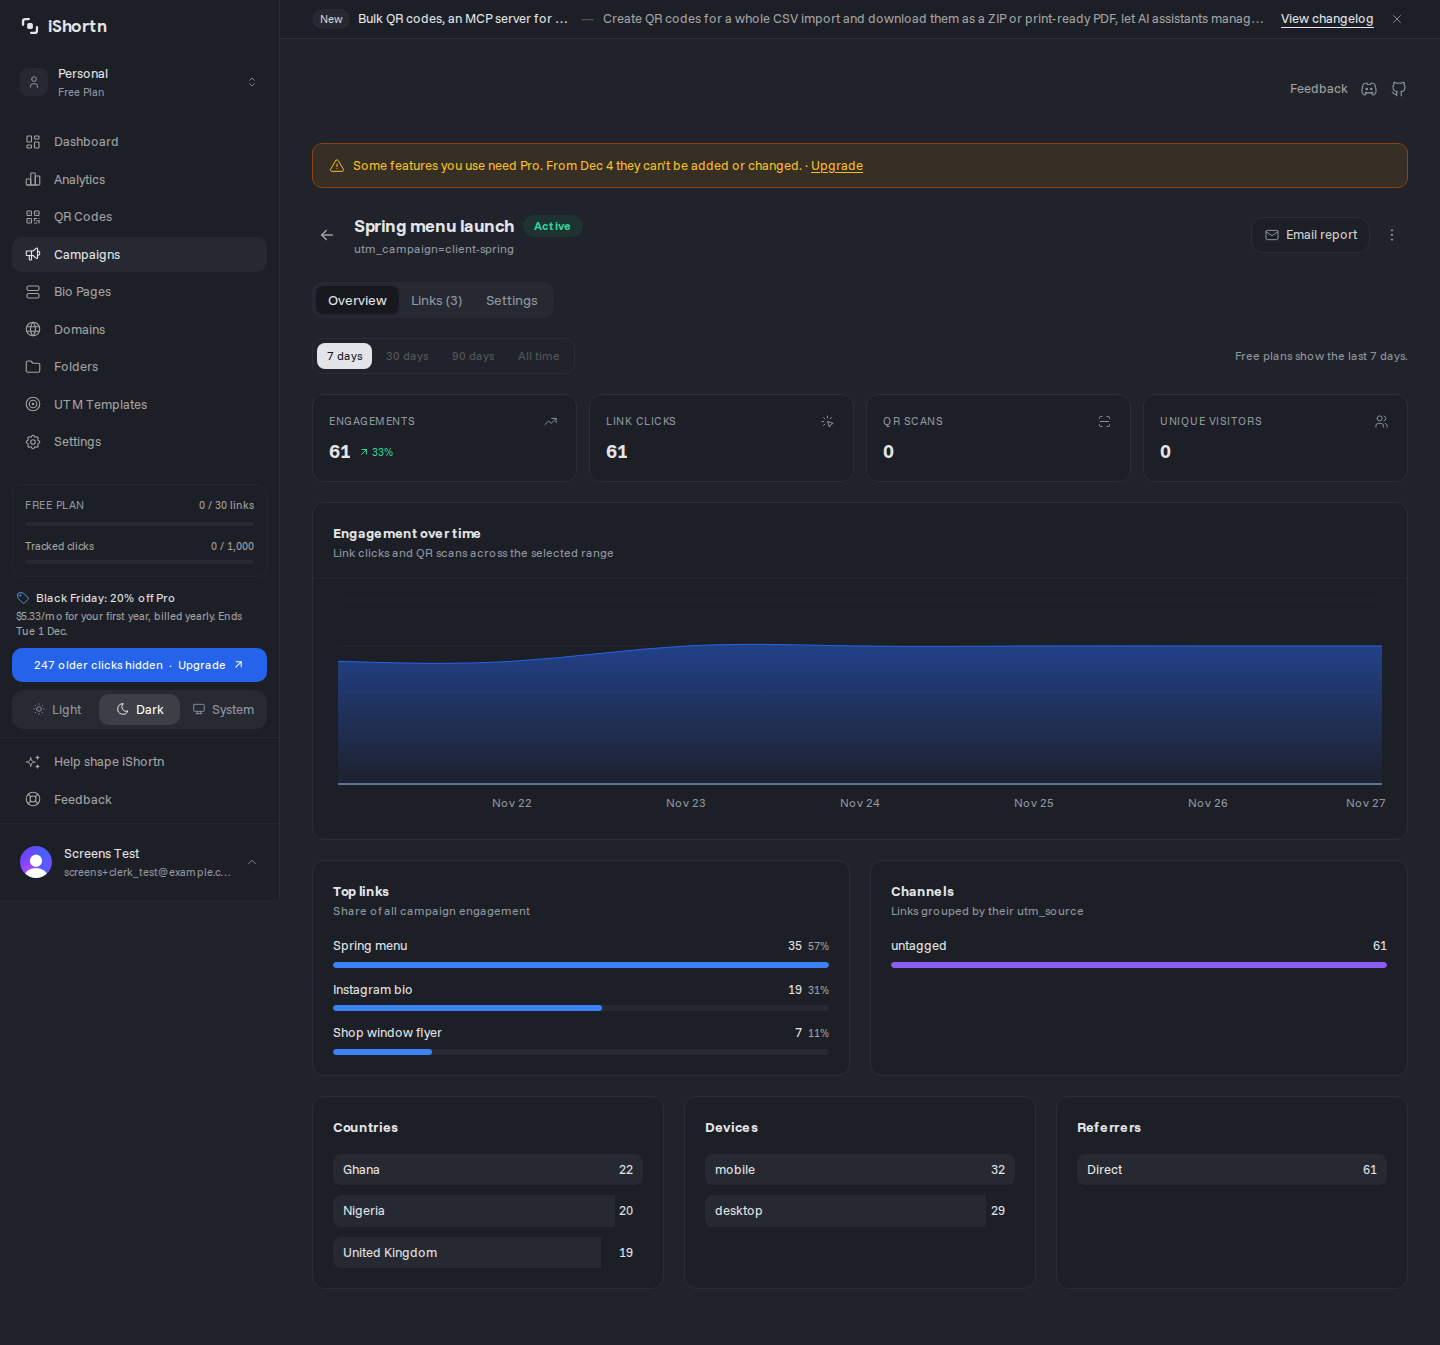 iShortn
New
Bulk QR codes, an MCP server for ...
— Create QR codes for a whole CSV import and download them as a ZIP or print-ready PDF, let AI assistants manag...
View changelog
Personal
Free Plan
Feedback
Dashboard
Analytics
QR Codes
Campaigns
Bio Pages
Domains
Folders
UTM Templates
Settings
FREE PLAN
0 / 30 links
Tracked clicks
0 / 1,000
Black Friday: 20% off Pro
$5.33/mo for your first year, billed yearly. Ends
Tue 1 Dec.
247 older clicks hidden · Upgrade
Light
Dark
System
Help shape iShortn
Feedback
Screens Test
screens+clerk_test@example.c...
Some features you use need Pro. From Dec 4 they can't be added or changed. · Upgrade
Spring menu launch
Active
utm_campaign=client-spring
Email report
Overview
Links (3)
Settings
7 days
30 days
90 days
All time
Free plans show the last 7 days.
ENGAGEMENTS
61
33%
LINK CLICKS
61
QR SCANS
0
UNIQUE VISITORS
0
Engagement over time
Link clicks and QR scans across the selected range
Nov 22
Nov 23
Nov 24
Nov 25
Nov 26
Nov 27
Top links
Share of all campaign engagement
Spring menu
35 57%
Instagram bio
19 31%
Shop window flyer
7 11%
Channels
Links grouped by their utm_source
untagged
61
Countries
Ghana
22
Nigeria
20
United Kingdom
19
Devices
mobile
32
desktop
29
Referrers
Direct
61